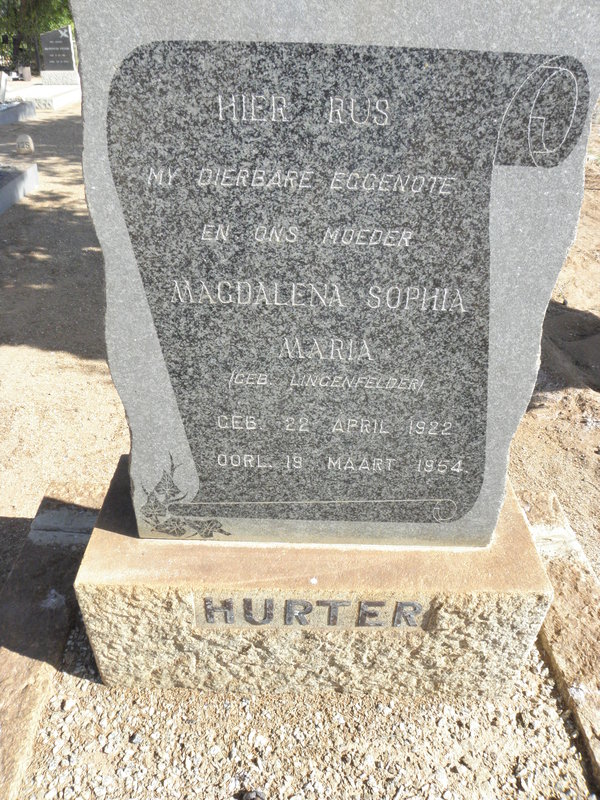 HIER RUS
MY DIERBARE EGGENOTE
EN ONS MOEDER
MAGDALENA SOPHIA
MARIA
(GEB. LINGENFELDER)
GEB. 22 APRIL 1922
OORL. 19 MAART 1954
HURTER